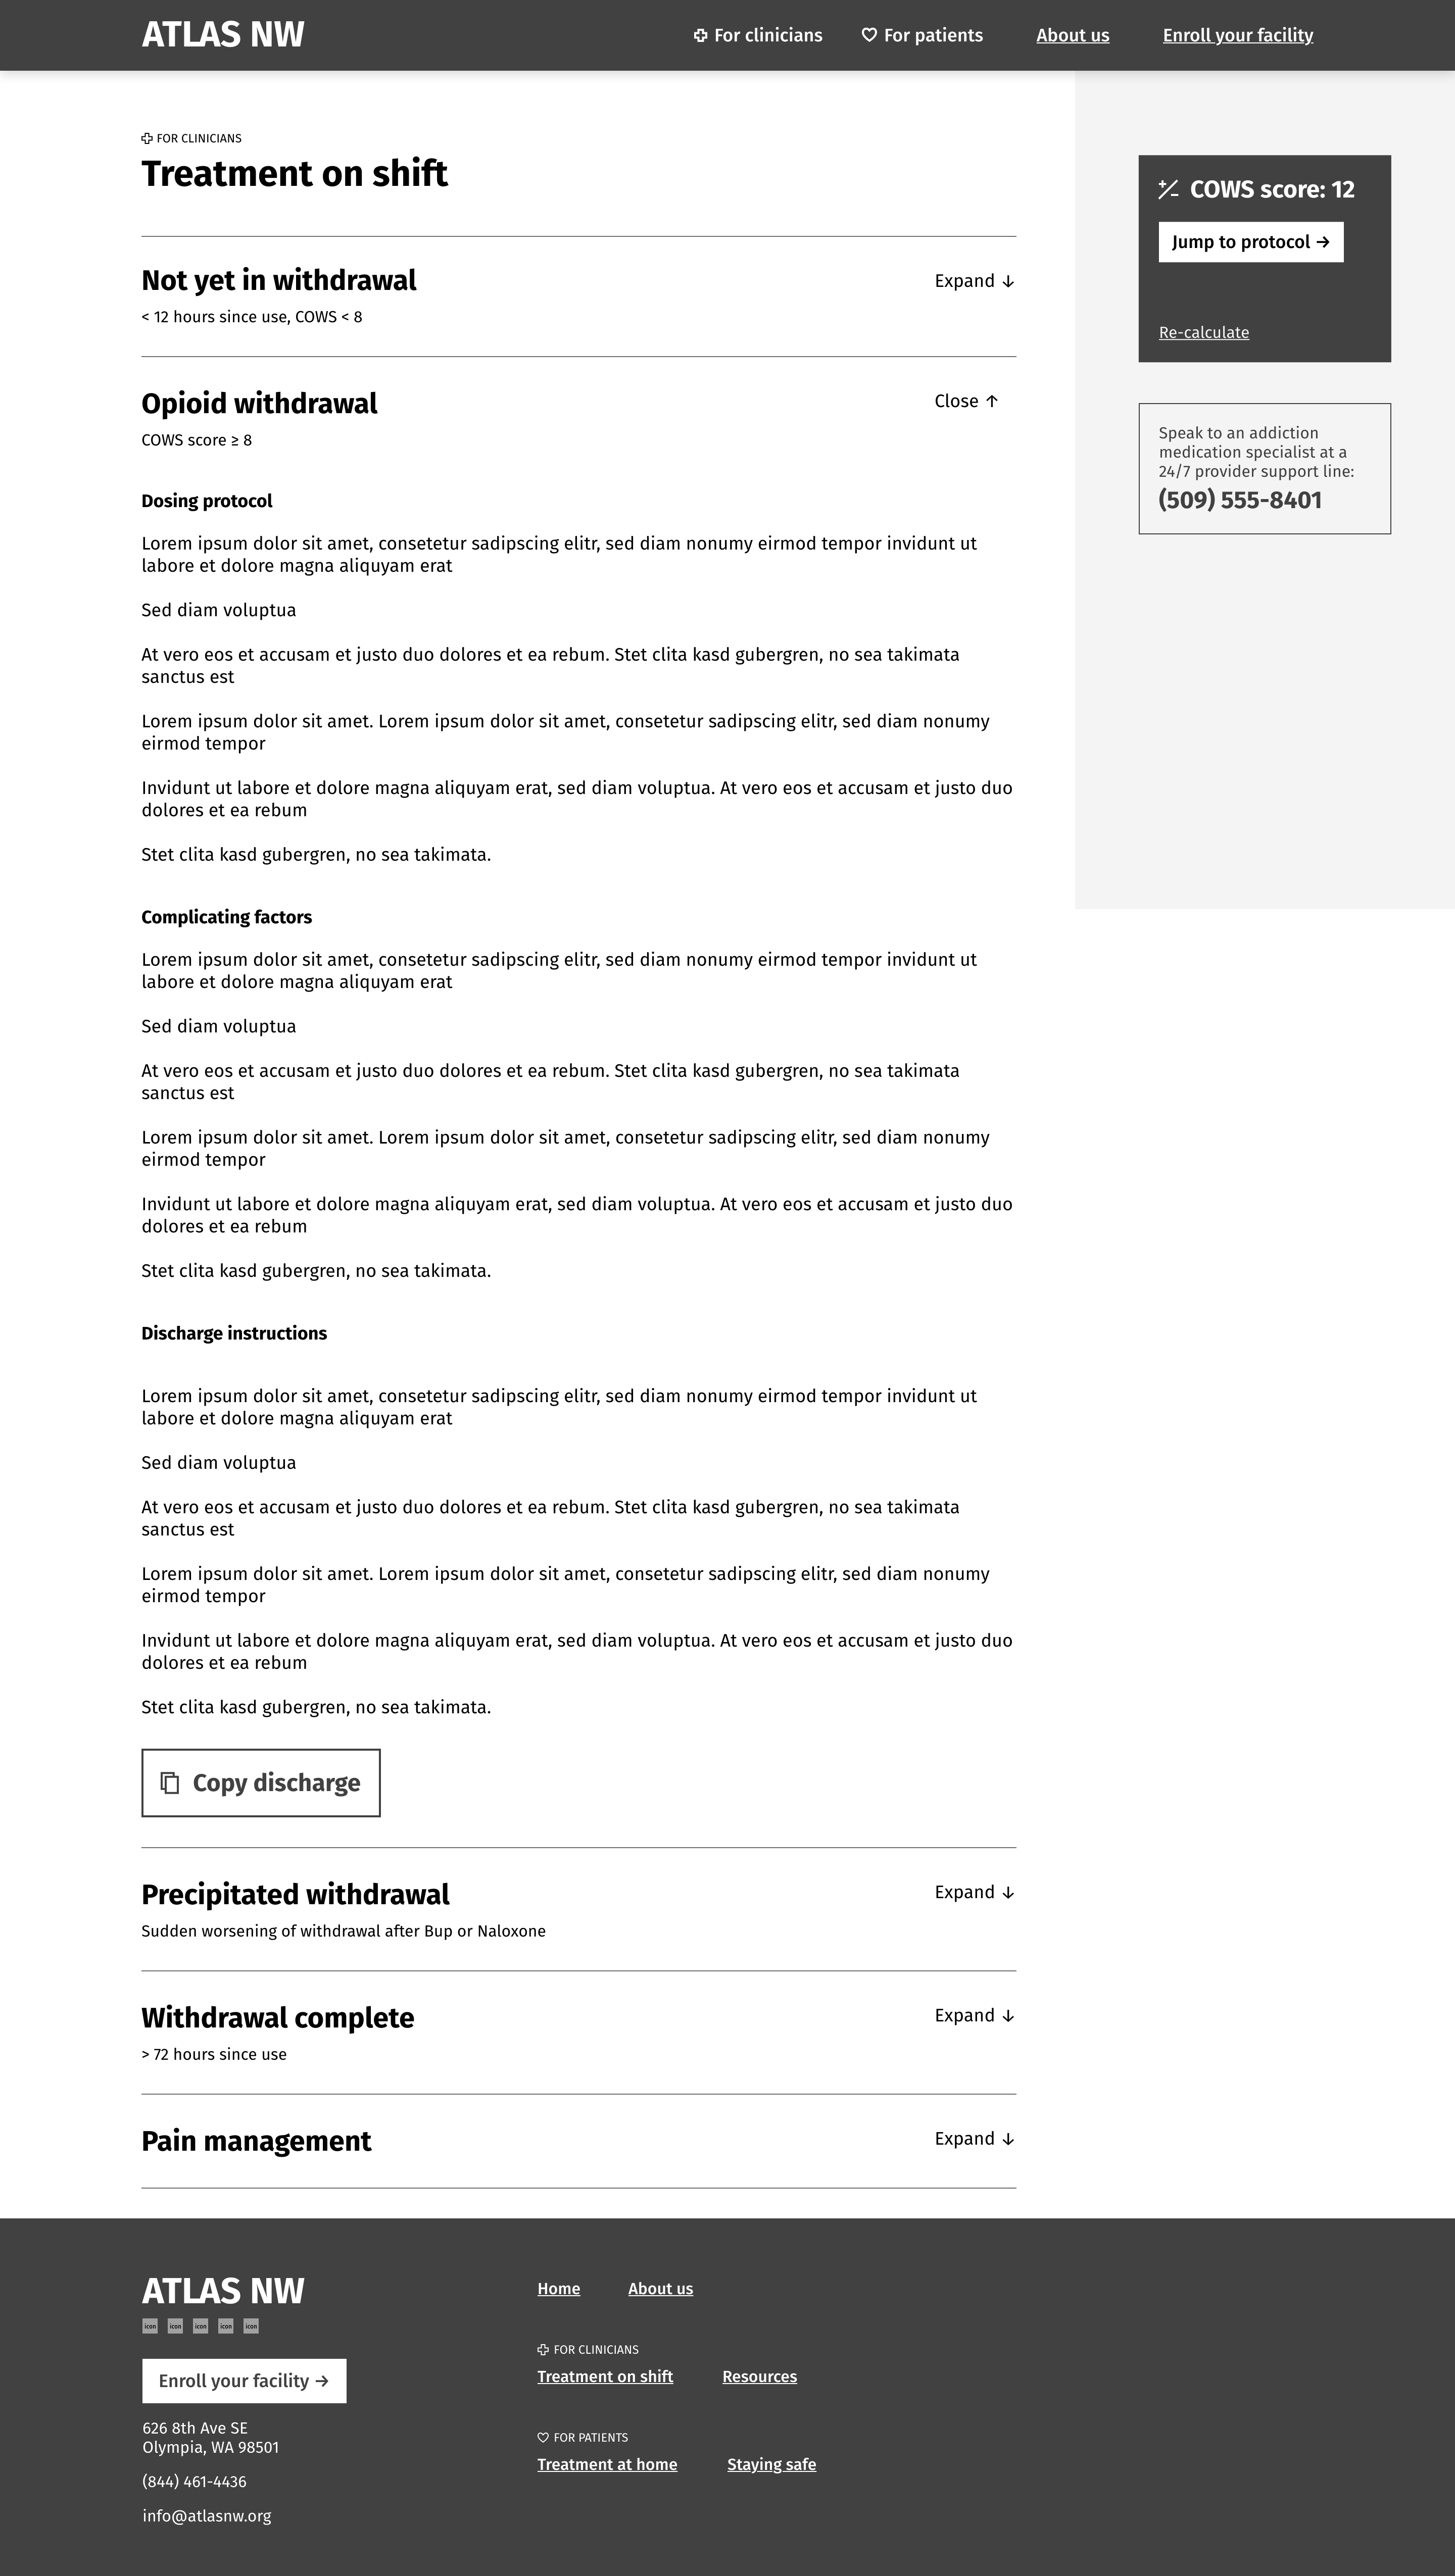 ATLAS NW
For clinicians
For patients
About us
Enroll your facility
FOR CLINICIANS
Treatment on shift
Not yet in withdrawal
Expand ↓
< 12 hours since use, COWS < 8
Opioid withdrawal
Close ↑
COWS score ≥ 8
Dosing protocol
Lorem ipsum dolor sit amet, consetetur sadipscing elitr, sed diam nonumy eirmod tempor invidunt ut
labore et dolore magna aliquyam erat
Sed diam voluptua
At vero eos et accusam et justo duo dolores et ea rebum. Stet clita kasd gubergren, no sea takimata
sanctus est
Lorem ipsum dolor sit amet. Lorem ipsum dolor sit amet, consetetur sadipscing elitr, sed diam nonumy
eirmod tempor
Invidunt ut labore et dolore magna aliquyam erat, sed diam voluptua. At vero eos et accusam et justo duo
dolores et ea rebum
Stet clita kasd gubergren, no sea takimata.
Complicating factors
Lorem ipsum dolor sit amet, consetetur sadipscing elitr, sed diam nonumy eirmod tempor invidunt ut
labore et dolore magna aliquyam erat
Sed diam voluptua
At vero eos et accusam et justo duo dolores et ea rebum. Stet clita kasd gubergren, no sea takimata
sanctus est
Lorem ipsum dolor sit amet. Lorem ipsum dolor sit amet, consetetur sadipscing elitr, sed diam nonumy
eirmod tempor
Invidunt ut labore et dolore magna aliquyam erat, sed diam voluptua. At vero eos et accusam et justo duo
dolores et ea rebum
Stet clita kasd gubergren, no sea takimata.
Discharge instructions
Lorem ipsum dolor sit amet, consetetur sadipscing elitr, sed diam nonumy eirmod tempor invidunt ut
labore et dolore magna aliquyam erat
Sed diam voluptua
At vero eos et accusam et justo duo dolores et ea rebum. Stet clita kasd gubergren, no sea takimata
sanctus est
Lorem ipsum dolor sit amet. Lorem ipsum dolor sit amet, consetetur sadipscing elitr, sed diam nonumy
eirmod tempor
Invidunt ut labore et dolore magna aliquyam erat, sed diam voluptua. At vero eos et accusam et justo duo
dolores et ea rebum
Stet clita kasd gubergren, no sea takimata.
Copy discharge
Precipitated withdrawal
Expand ↓
Sudden worsening of withdrawal after Bup or Naloxone
Withdrawal complete
Expand ↓
> 72 hours since use
Pain management
Expand ↓
COWS score: 12
Jump to protocol →
Re-calculate
Speak to an addiction
medication specialist at a
24/7 provider support line:
(509) 555-8401
ATLAS NW
icon icon icon icon icon
Enroll your facility →
626 8th Ave SE
Olympia, WA 98501
(844) 461-4436
info@atlasnw.org
Home
About us
FOR CLINICIANS
Treatment on shift
Resources
FOR PATIENTS
Treatment at home
Staying safe